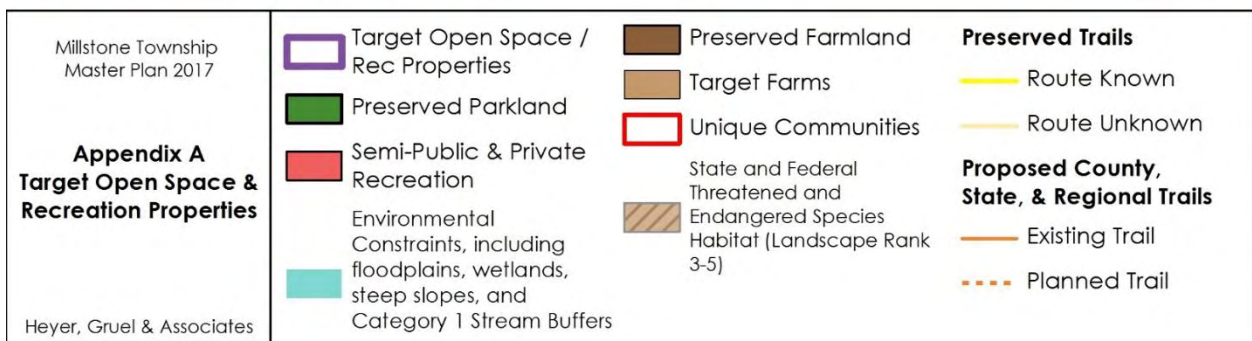 Millstone Township
Master Plan 2017
Appendix A
Target Open Space &
Recreation Properties
Heyer, Gruel & Associates
Target Open Space /
Rec Properties
Preserved Parkland
Semi-Public & Private
Recreation
Environmental
Constraints, including
floodplains, wetlands,
steep slopes, and
Category 1 Stream Buffers
Preserved Farmland
Target Farms
Unique Communities
State and Federal
Threatened and
Endangered Species
Habitat (Landscape Rank
3-5)
Preserved Trails
Route Known
Route Unknown
Proposed County,
State, & Regional Trails
Existing Trail
Planned Trail